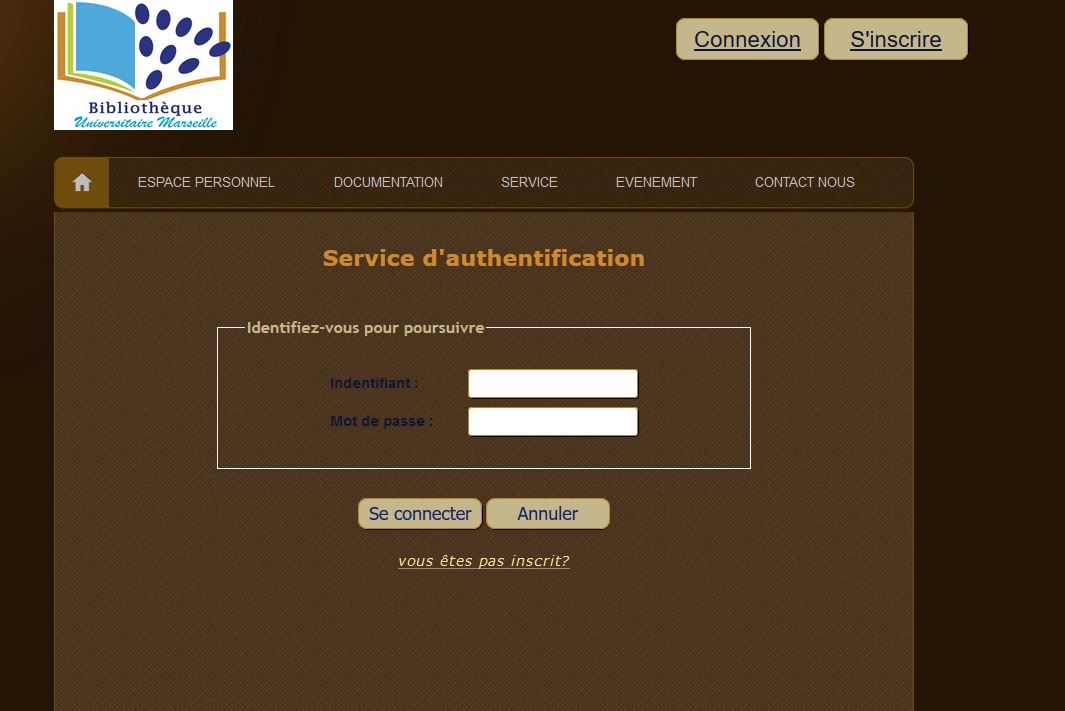 Bibliothèque
Universitaire Marseille
Connexion
S'inscrire
ESPACE PERSONNEL DOCUMENTATION SERVICE EVENEMENT CONTACT NOUS
Service d'authentification
Identifiez-vous pour poursuivre
Indentifiant :
Mot de passe :
Se connecter Annuler
vous êtes pas inscrit?